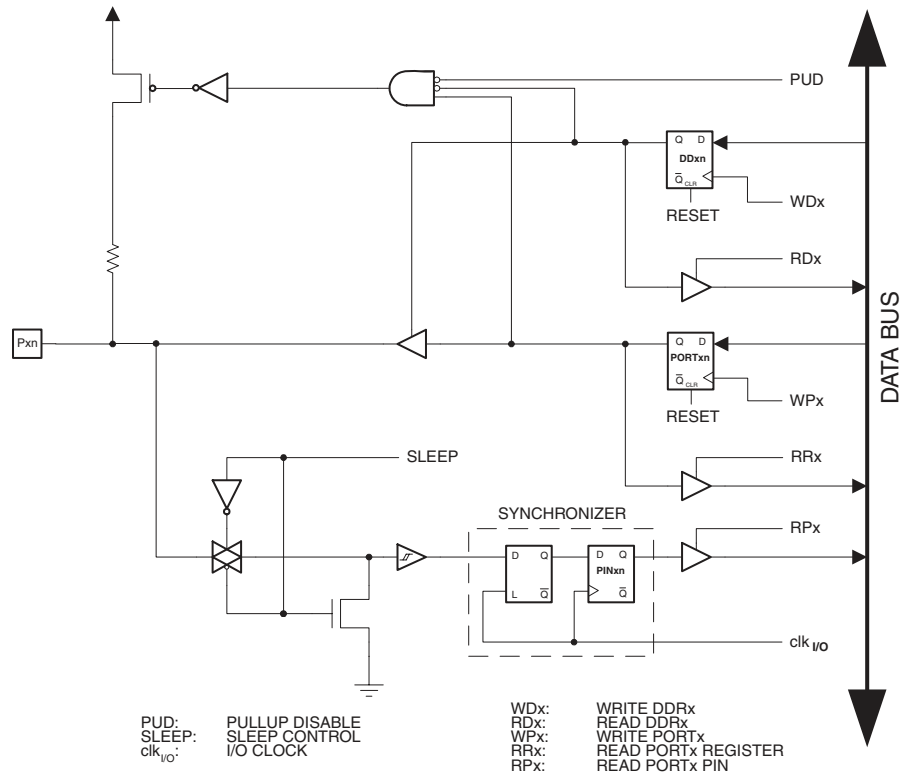 PUD
Q D
DDxn
Q CLR
RESET
WDx
RDx
Pxn
Q D
PORTxn
Q CLR
RESET
WPx
DATA BUS
SLEEP
RRx
SYNCHRONIZER
RPx
D Q
L Q
D Q
PINxn
Q
clk I/O
PUD: PULLUP DISABLE
SLEEP: SLEEP CONTROL
clkI/O: I/O CLOCK
WDx: WRITE DDRx
RDx: READ DDRx
WPx: WRITE PORTx
RRx: READ PORTx REGISTER
RPx: READ PORTx PIN